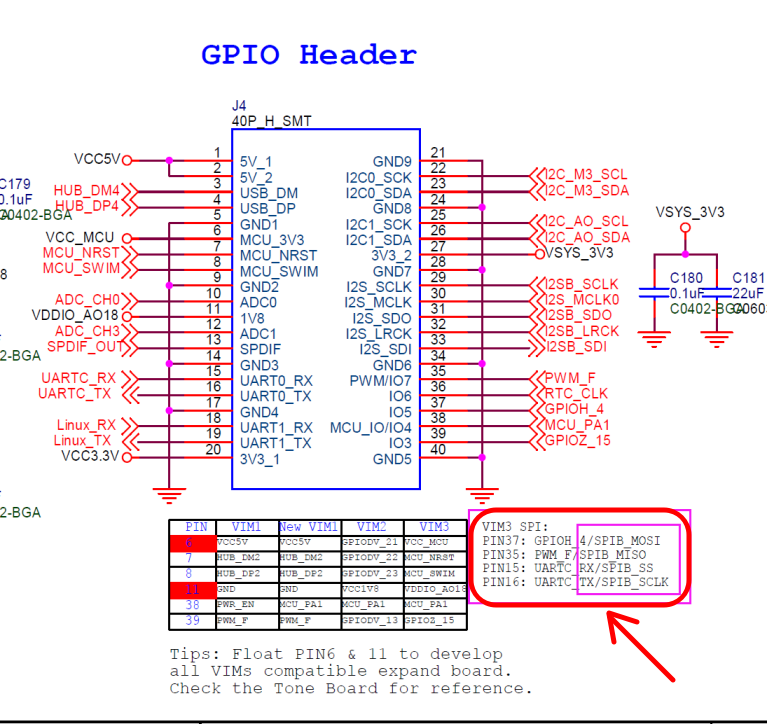 GPIO Header
J4
40P_H_SMT
VCC5V 1 5V_1 GND9 21
2 5V_2 I2C0_SCK 22 I2C_M3_SCL
HUB_DM4 3 USB_DM I2C0_SDA 23 I2C_M3_SDA
HUB_DP4 4 USB_DP GND8 24
5 GND1 I2C1_SCK 25 I2C_AO_SCL
VCC_MCU 6 MCU_3V3 I2C1_SDA 26 I2C_AO_SDA
MCU_NRST 7 MCU_NRST 3V3_2 27 VSYS_3V3
MCU_SWIM 8 MCU_SWIM GND7 28
9 GND2 I2S_SCLK 29 I2SB_SCLK
ADC_CH0 10 ADC0 I2S_MCLK 30 I2S_MCLK0
VDDIO_AO18 11 1V8 I2S_SDO 31 I2SB_SDO
ADC_CH3 12 ADC1 I2S_LRCK 32 I2SB_LRCK
SPDIF_OUT 13 SPDIF I2S_SDI 33 I2SB_SDI
14 GND3 GND6 34
UARTC_RX 15 UART0_RX PWM/IO7 35 PWM_F
UARTC_TX 16 UART0_TX IO6 36 RTC_CLK
17 GND4 IO5 37 GPIOH_4
Linux_RX 18 UART1_RX MCU_IO/IO4 38 MCU_PA1
Linux_TX 19 UART1_TX IO3 39 GPIOZ_15
VCC3.3V 20 3V3_1 GND5 40
C179
0.1uF
C0402-BGA
8
2-BGA
2-BGA
VSYS_3V3
C180 C181
0.1uF 22uF
C0402-BGA C0603
PIN VIM1 New VIM1 VIM2 VIM3
6 VCC5V VCC5V GPIODV_21 VCC_MCU
7 HUB_DM2 HUB_DM2 GPIODV_22 MCU_NRST
8 HUB_DP2 HUB_DP2 GPIODV_23 MCU_SWIM
11 GND GND VCC1V8 VDDIO_AO18
38 PWR_EN MCU_PA1 MCU_PA1 MCU_PA1
39 PWM_F PWM_F GPIODV_13 GPIOZ_15
VIM3 SPI:
PIN37: GPIOH_4/SPIB_MOSI
PIN35: PWM_F/SPIB_MISO
PIN15: UARTC_RX/SPIB_SS
PIN16: UARTC_TX/SPIB_SCLK
Tips: Float PIN6 & 11 to develop
all VIMs compatible expand board.
Check the Tone Board for reference.